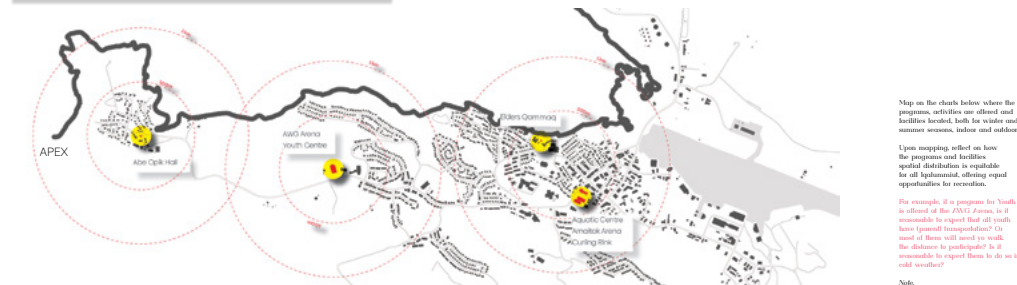 APEX
Abe Opik Hall
AWG Arena
Youth Centre
Elders Qammaq
Aquatic Centre
Arnaitok Arena
Curling Rink
Map on the charts below where the
programs, activities are offered and
facilities located, both for winter and
summer seasons, indoor and outdoor
Upon mapping, reflect on how
the programs and facilities
spatial distribution is equitable
for all Iqalummiut, offering equal
opportunities for recreation.
For example, if a program for Youth
is offered at the AWG Arena, is it
reasonable to expect that all youth
have (parent) transportation? Or
most of them will need yo walk
the distance to participate? Is it
reasonable to expect them to do so i
cold weather?
Note,